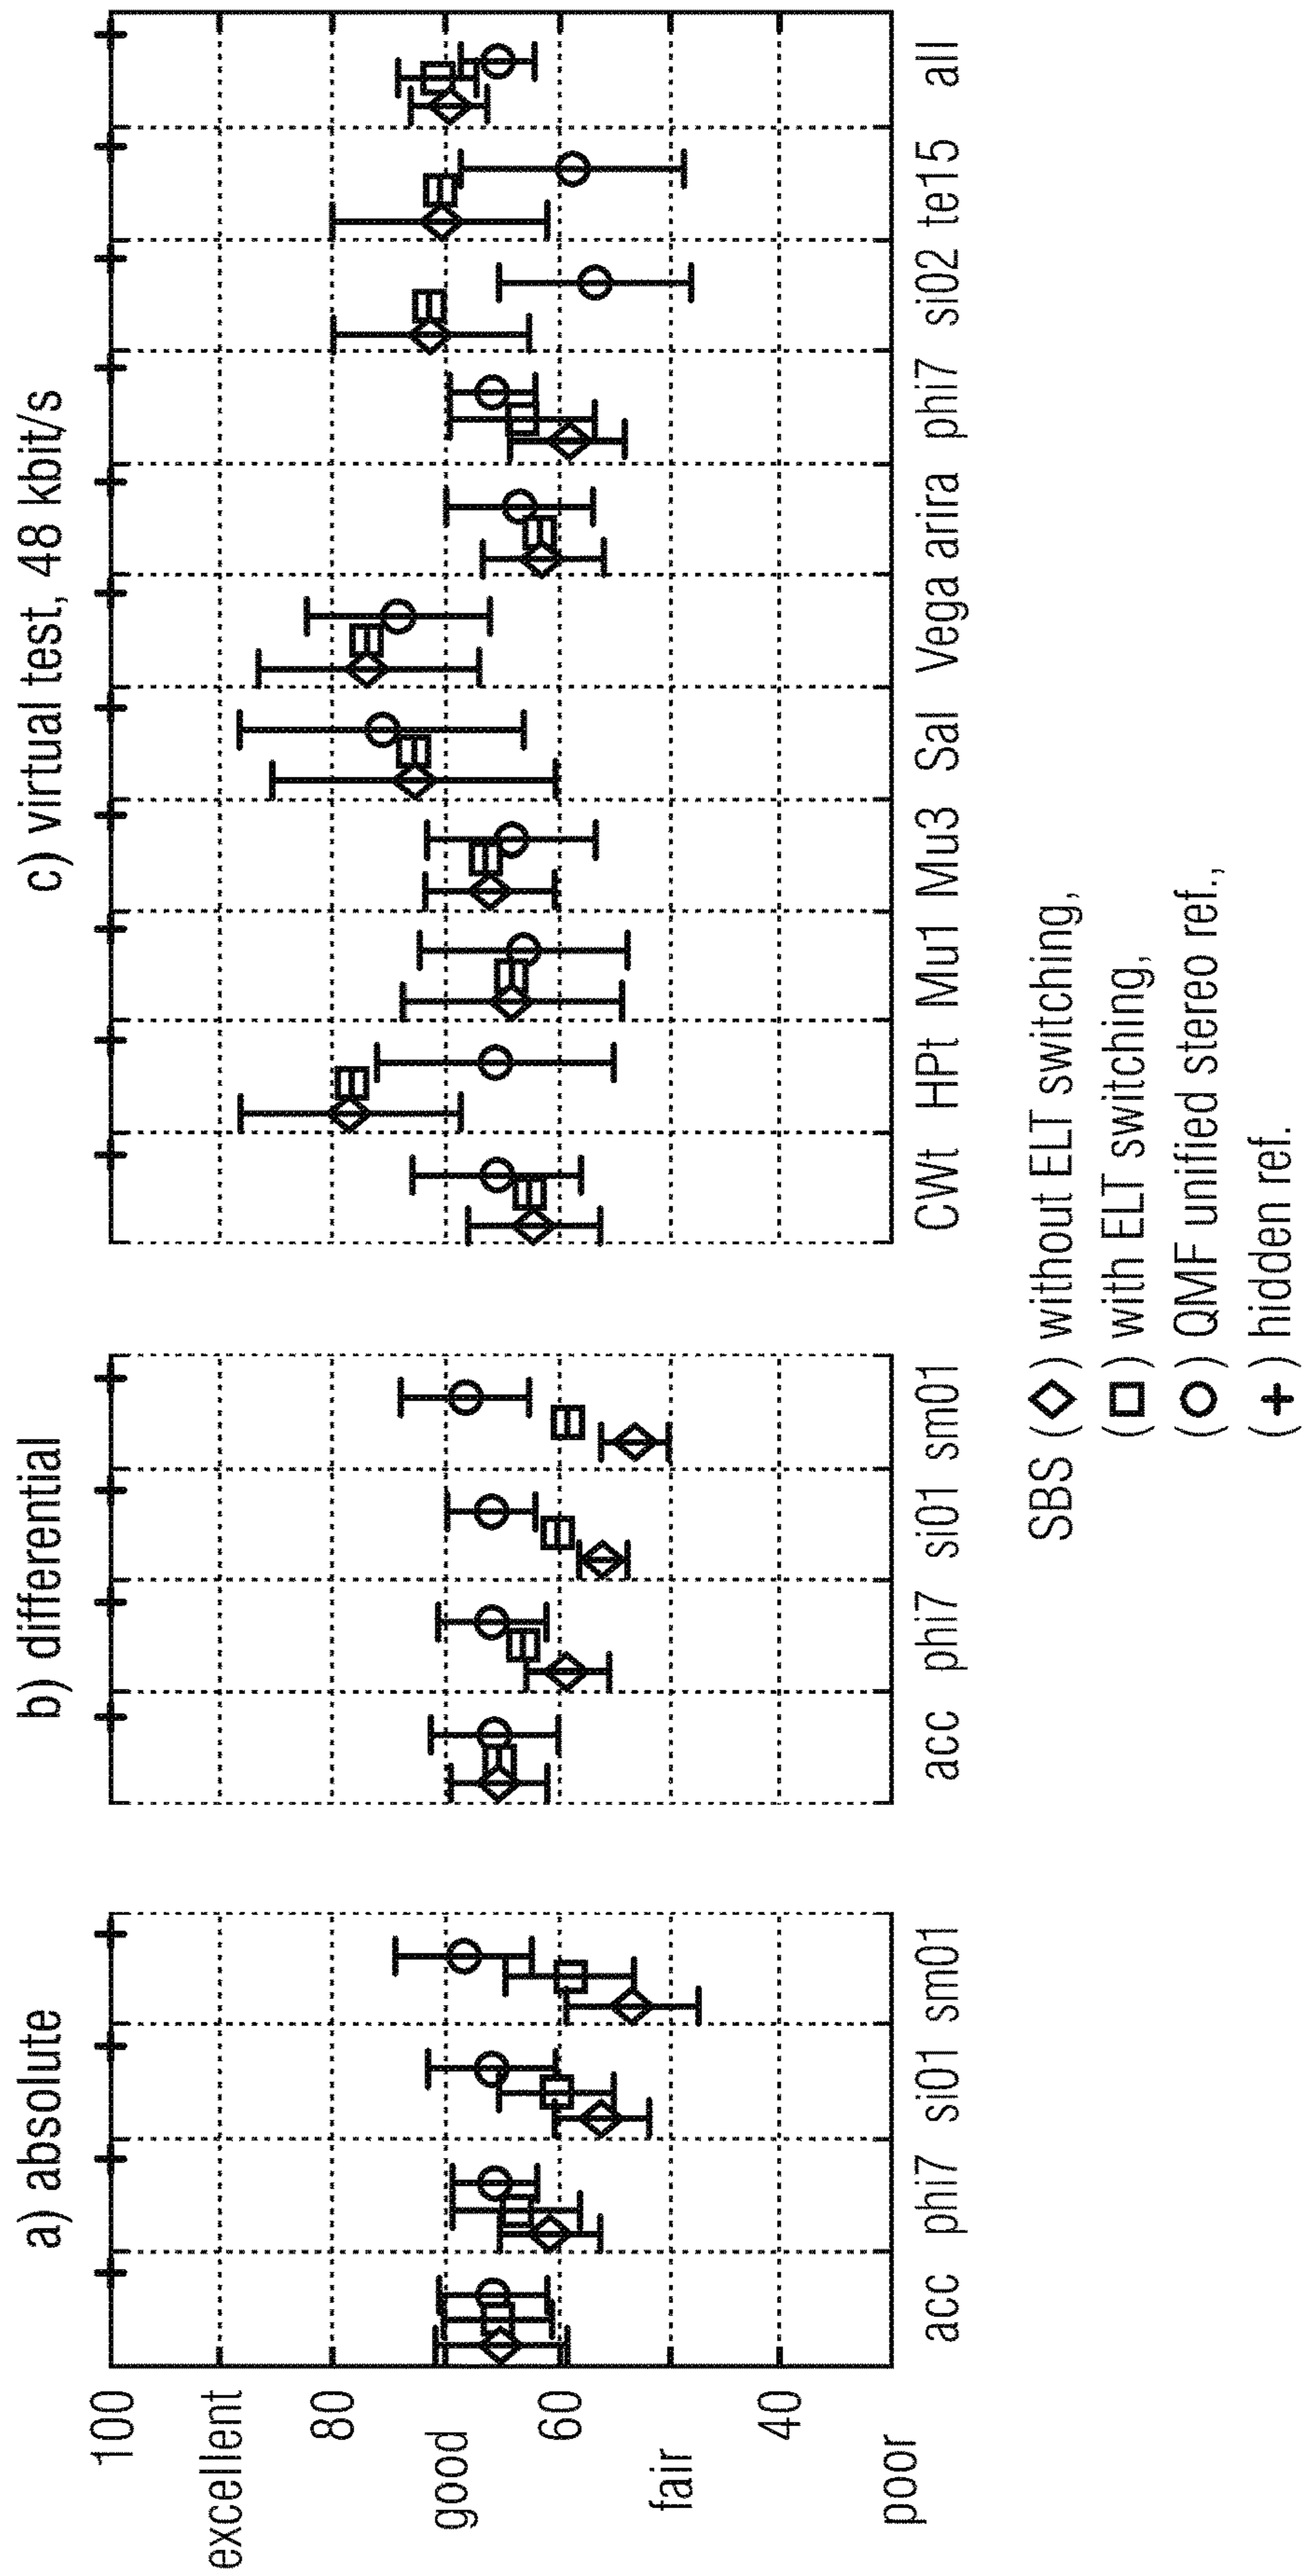 a) absolute
b) differential
c) virtual test, 48 kbit/s
100
excellent
80
good
60
fair
40
poor
acc phi7 si01 sm01
acc phi7 si01 sm01
CWt HPt Mu1 Mu3 Sal Vega arira phi7 si02 te15 all
SBS (◇) without ELT switching,
(□) with ELT switching,
(○) QMF unified stereo ref.,
(+) hidden ref.